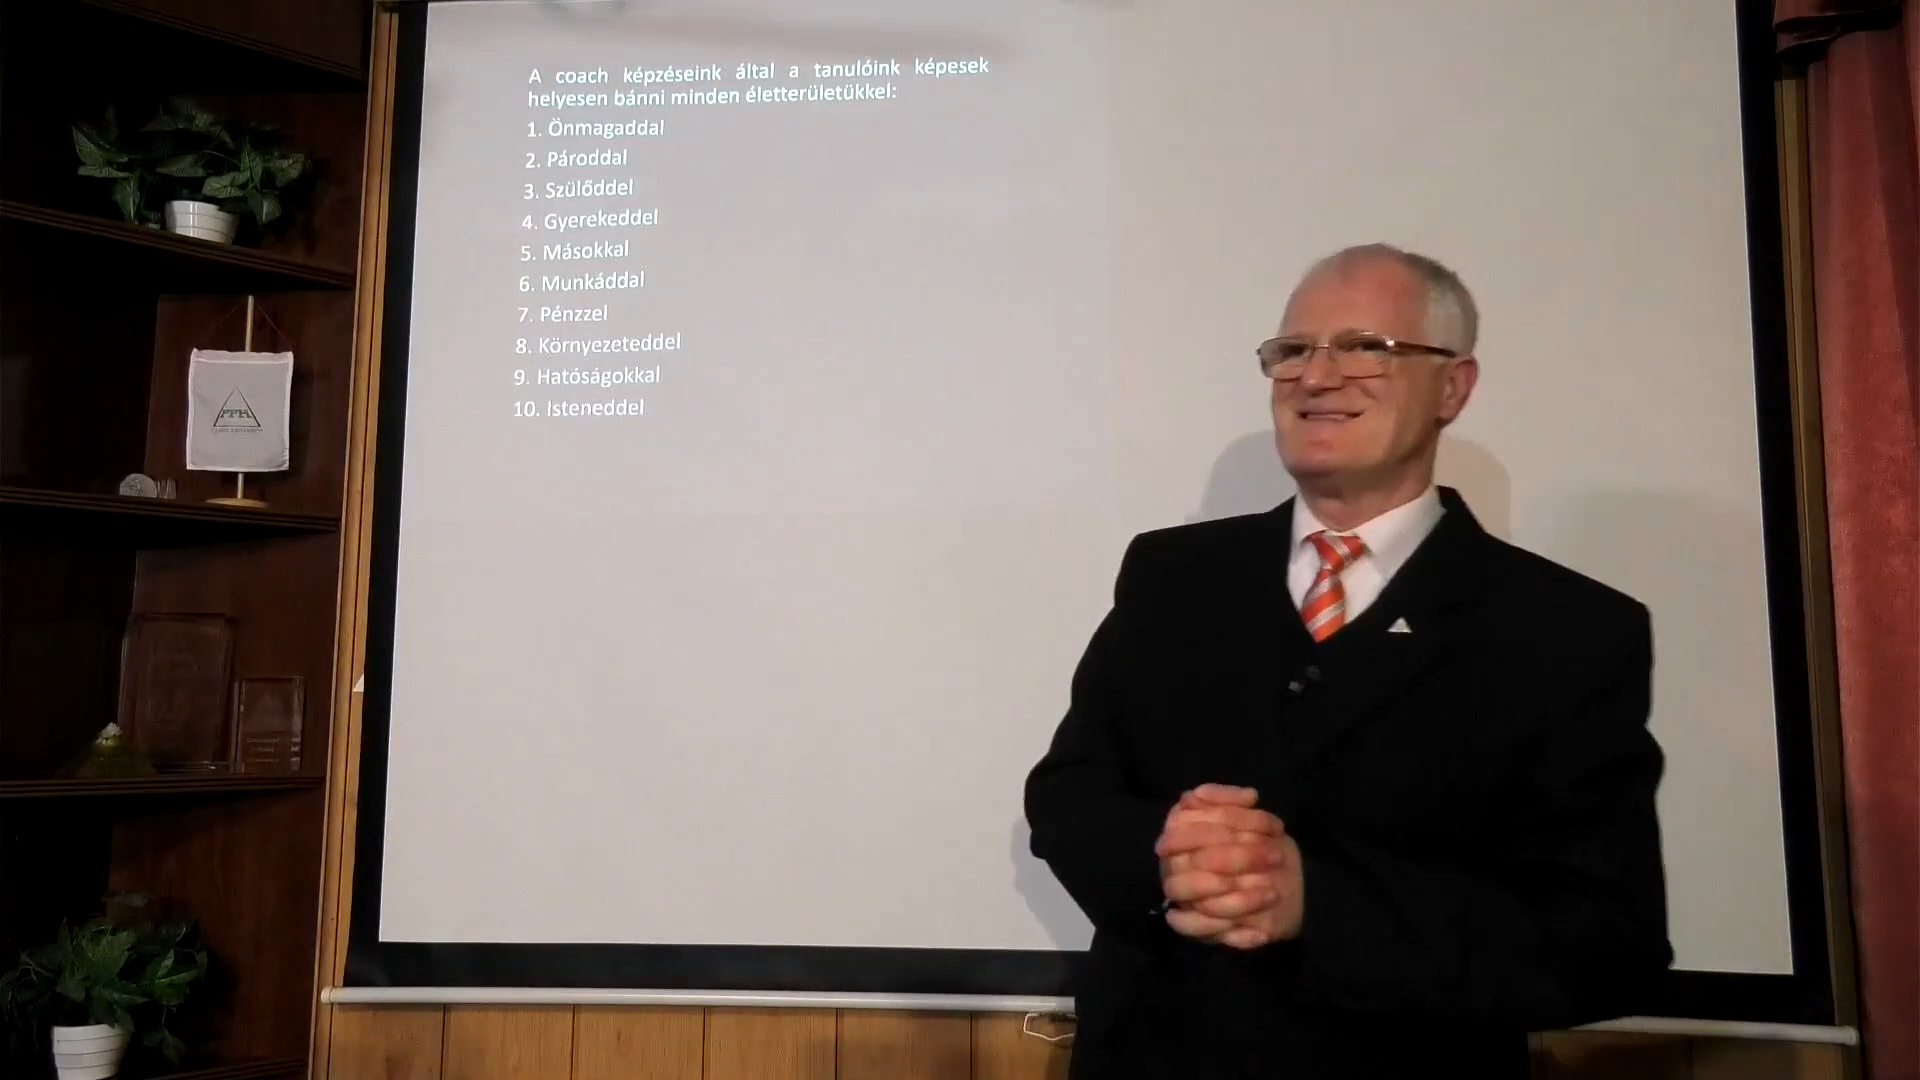 A coach képzéseink által a tanulóink képesek
helyesen bánni minden életterületükkel:
1. Önmagaddal
2. Pároddal
3. Szülőddel
4. Gyerekeddel
5. Másokkal
6. Munkáddal
7. Pénzzel
8. Környezeteddel
9. Hatóságokkal
10. Isteneddel